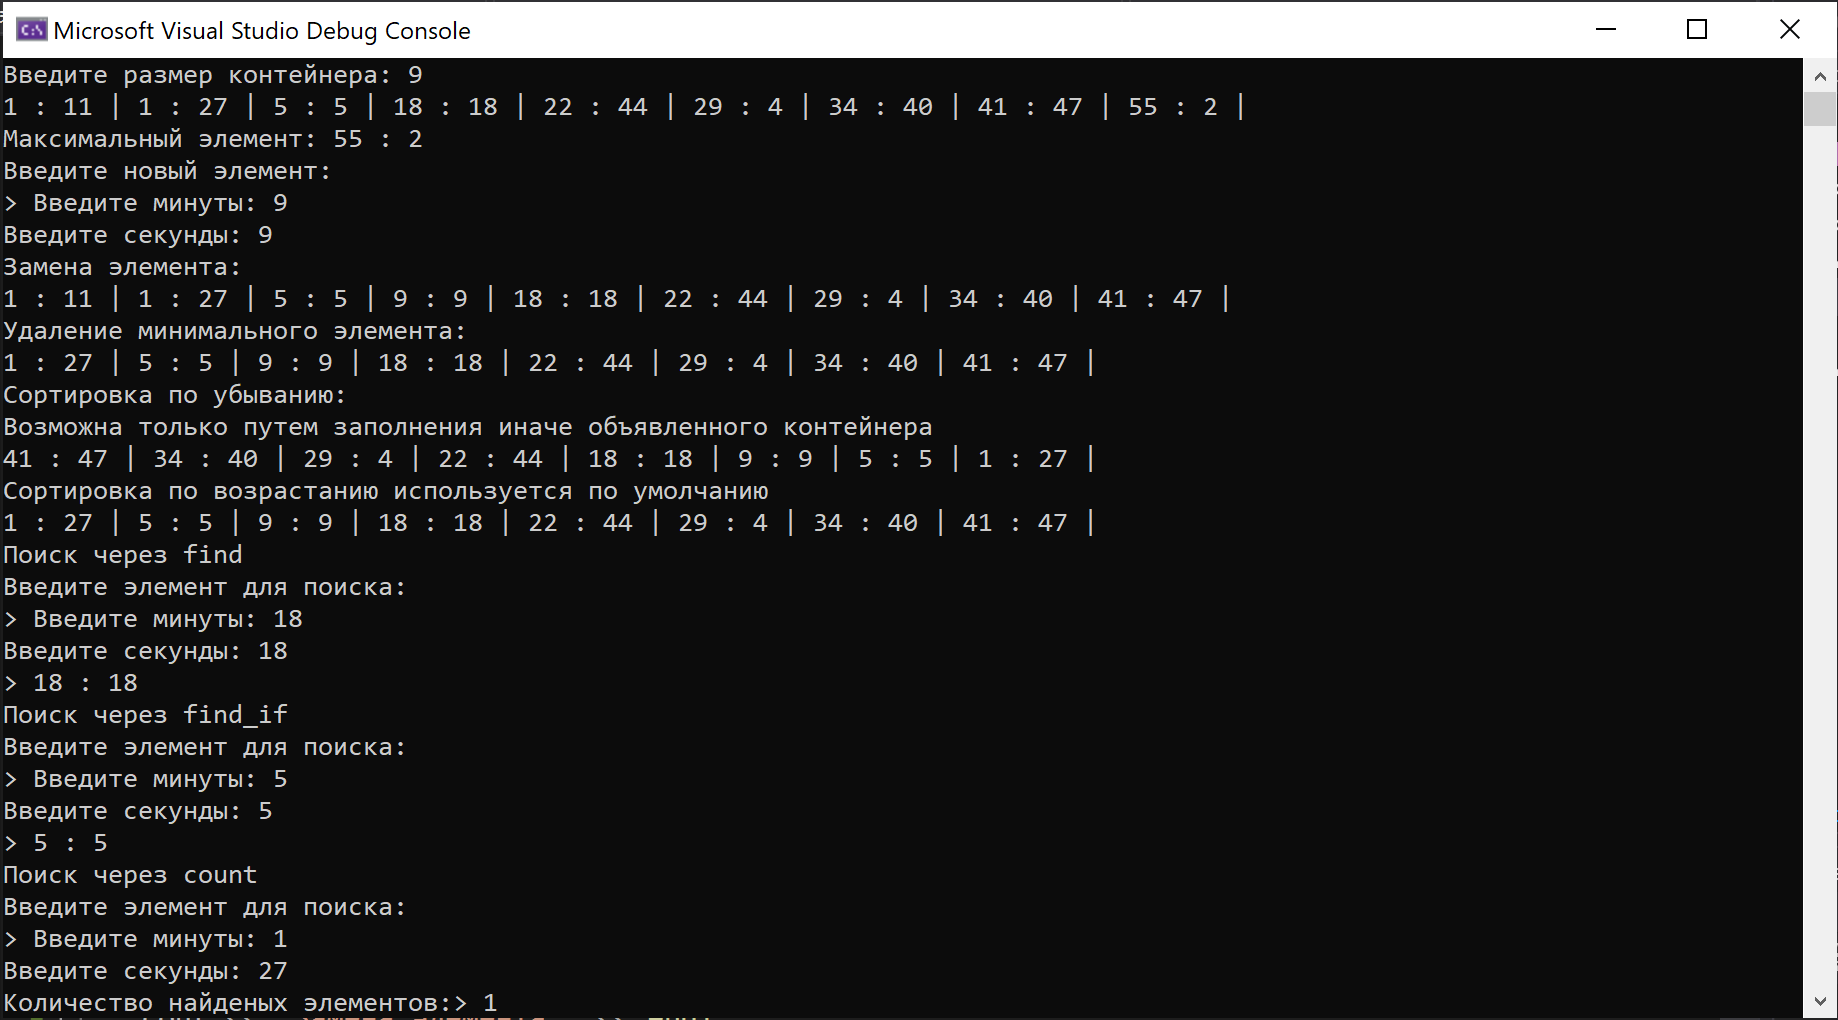 Microsoft Visual Studio Debug Console
Введите размер контейнера: 9
1 : 11 | 1 : 27 | 5 : 5 | 18 : 18 | 22 : 44 | 29 : 4 | 34 : 40 | 41 : 47 | 55 : 2 |
Максимальный элемент: 55 : 2
Введите новый элемент:
> Введите минуты: 9
Введите секунды: 9
Замена элемента:
1 : 11 | 1 : 27 | 5 : 5 | 9 : 9 | 18 : 18 | 22 : 44 | 29 : 4 | 34 : 40 | 41 : 47 |
Удаление минимального элемента:
1 : 27 | 5 : 5 | 9 : 9 | 18 : 18 | 22 : 44 | 29 : 4 | 34 : 40 | 41 : 47 |
Сортировка по убыванию:
Возможна только путем заполнения иначе объявленного контейнера
41 : 47 | 34 : 40 | 29 : 4 | 22 : 44 | 18 : 18 | 9 : 9 | 5 : 5 | 1 : 27 |
Сортировка по возрастанию используется по умолчанию
1 : 27 | 5 : 5 | 9 : 9 | 18 : 18 | 22 : 44 | 29 : 4 | 34 : 40 | 41 : 47 |
Поиск через find
Введите элемент для поиска:
> Введите минуты: 18
Введите секунды: 18
> 18 : 18
Поиск через find_if
Введите элемент для поиска:
> Введите минуты: 5
Введите секунды: 5
> 5 : 5
Поиск через count
Введите элемент для поиска:
> Введите минуты: 1
Введите секунды: 27
Количество найденых элементов:> 1